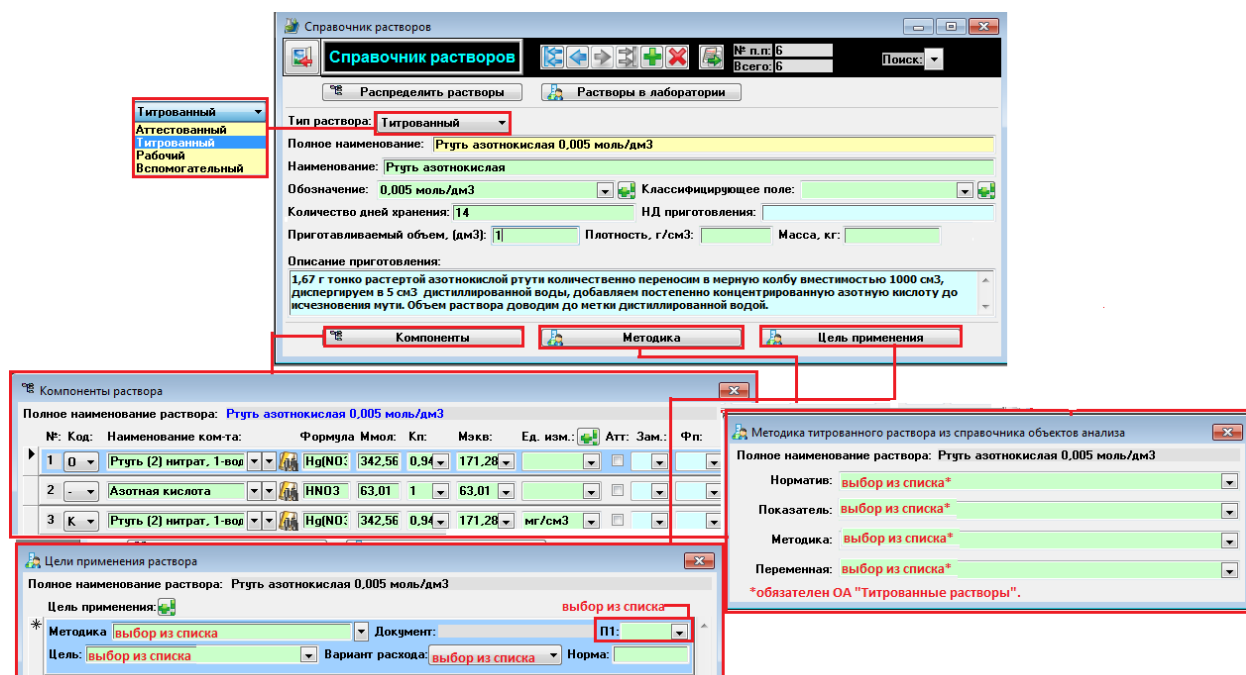 Справочник растворов
Справочник растворов
№ п.п: 6
Всего: 6
Поиск:
Распределить растворы
Растворы в лаборатории
Титрованный
Аттестованный
Титрованный
Рабочий
Вспомогательный
Тип раствора: Титрованный
Полное наименование: Ртуть азотнокислая 0,005 моль/дм3
Наименование: Ртуть азотнокислая
Обозначение: 0,005 моль/дм3 Классифицирующее поле:
Количество дней хранения: 14 НД приготовления:
Приготавливаемый объем, (дм3): 1 Плотность, г/см3: Масса, кг:
Описание приготовления:
1,67 г тонко растертой азотнокислой ртути количественно переносим в мерную колбу вместимостью 1000 см3,
диспергируем в 5 см3 дистиллированной воды, добавляем постепенно концентрированную азотную кислоту до
исчезновения мути. Объем раствора доводим до метки дистиллированной водой.
Компоненты Методика Цель применения
Компоненты раствора
Полное наименование раствора: Ртуть азотнокислая 0,005 моль/дм3
№: Код: Наименование ком-та: Формула Ммол: Кп: Мэкв: Ед. изм.: Атт: Зам.: Фп:
1 0 Ртуть (2) нитрат, 1-вод Hg(NO3 342,56 0,94 171,28
2 - Азотная кислота HNO3 63,01 1 63,01
3 К Ртуть (2) нитрат, 1-вод Hg(NO3 342,56 0,94 171,28 мг/см3
Методика титрованного раствора из справочника объектов анализа
Полное наименование раствора: Ртуть азотнокислая 0,005 моль/дм3
Норматив: выбор из списка*
Показатель: выбор из списка*
Методика: выбор из списка*
Переменная: выбор из списка*
*обязателен ОА "Титрованные растворы".
Цели применения раствора
Полное наименование раствора: Ртуть азотнокислая 0,005 моль/дм3
Цель применения: выбор из списка
Методика выбор из списка Документ: П1:
Цель: выбор из списка Вариант расхода: выбор из списка Норма: